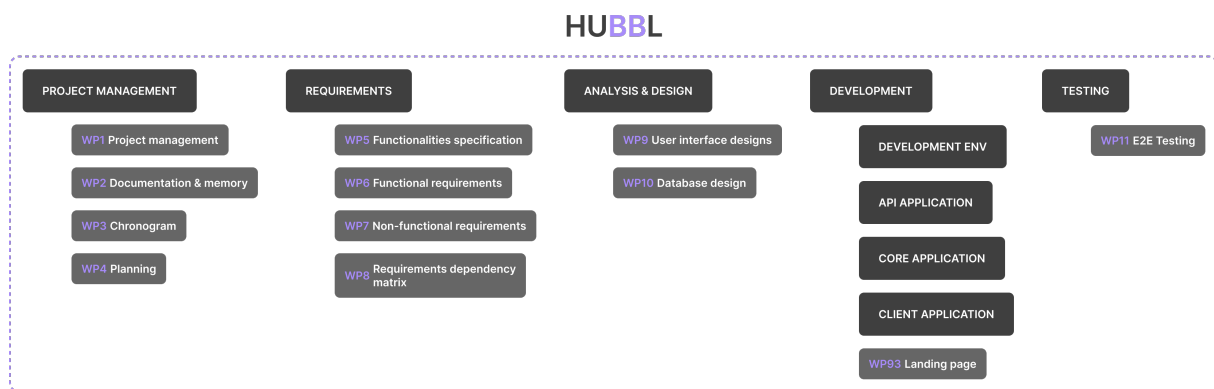 HUBBL
PROJECT MANAGEMENT
WP1 Project management
WP2 Documentation & memory
WP3 Chronogram
WP4 Planning
REQUIREMENTS
WP5 Functionalities specification
WP6 Functional requirements
WP7 Non-functional requirements
WP8 Requirements dependency
matrix
ANALYSIS & DESIGN
WP9 User interface designs
WP10 Database design
DEVELOPMENT
DEVELOPMENT ENV
API APPLICATION
CORE APPLICATION
CLIENT APPLICATION
WP93 Landing page
TESTING
WP11 E2E Testing